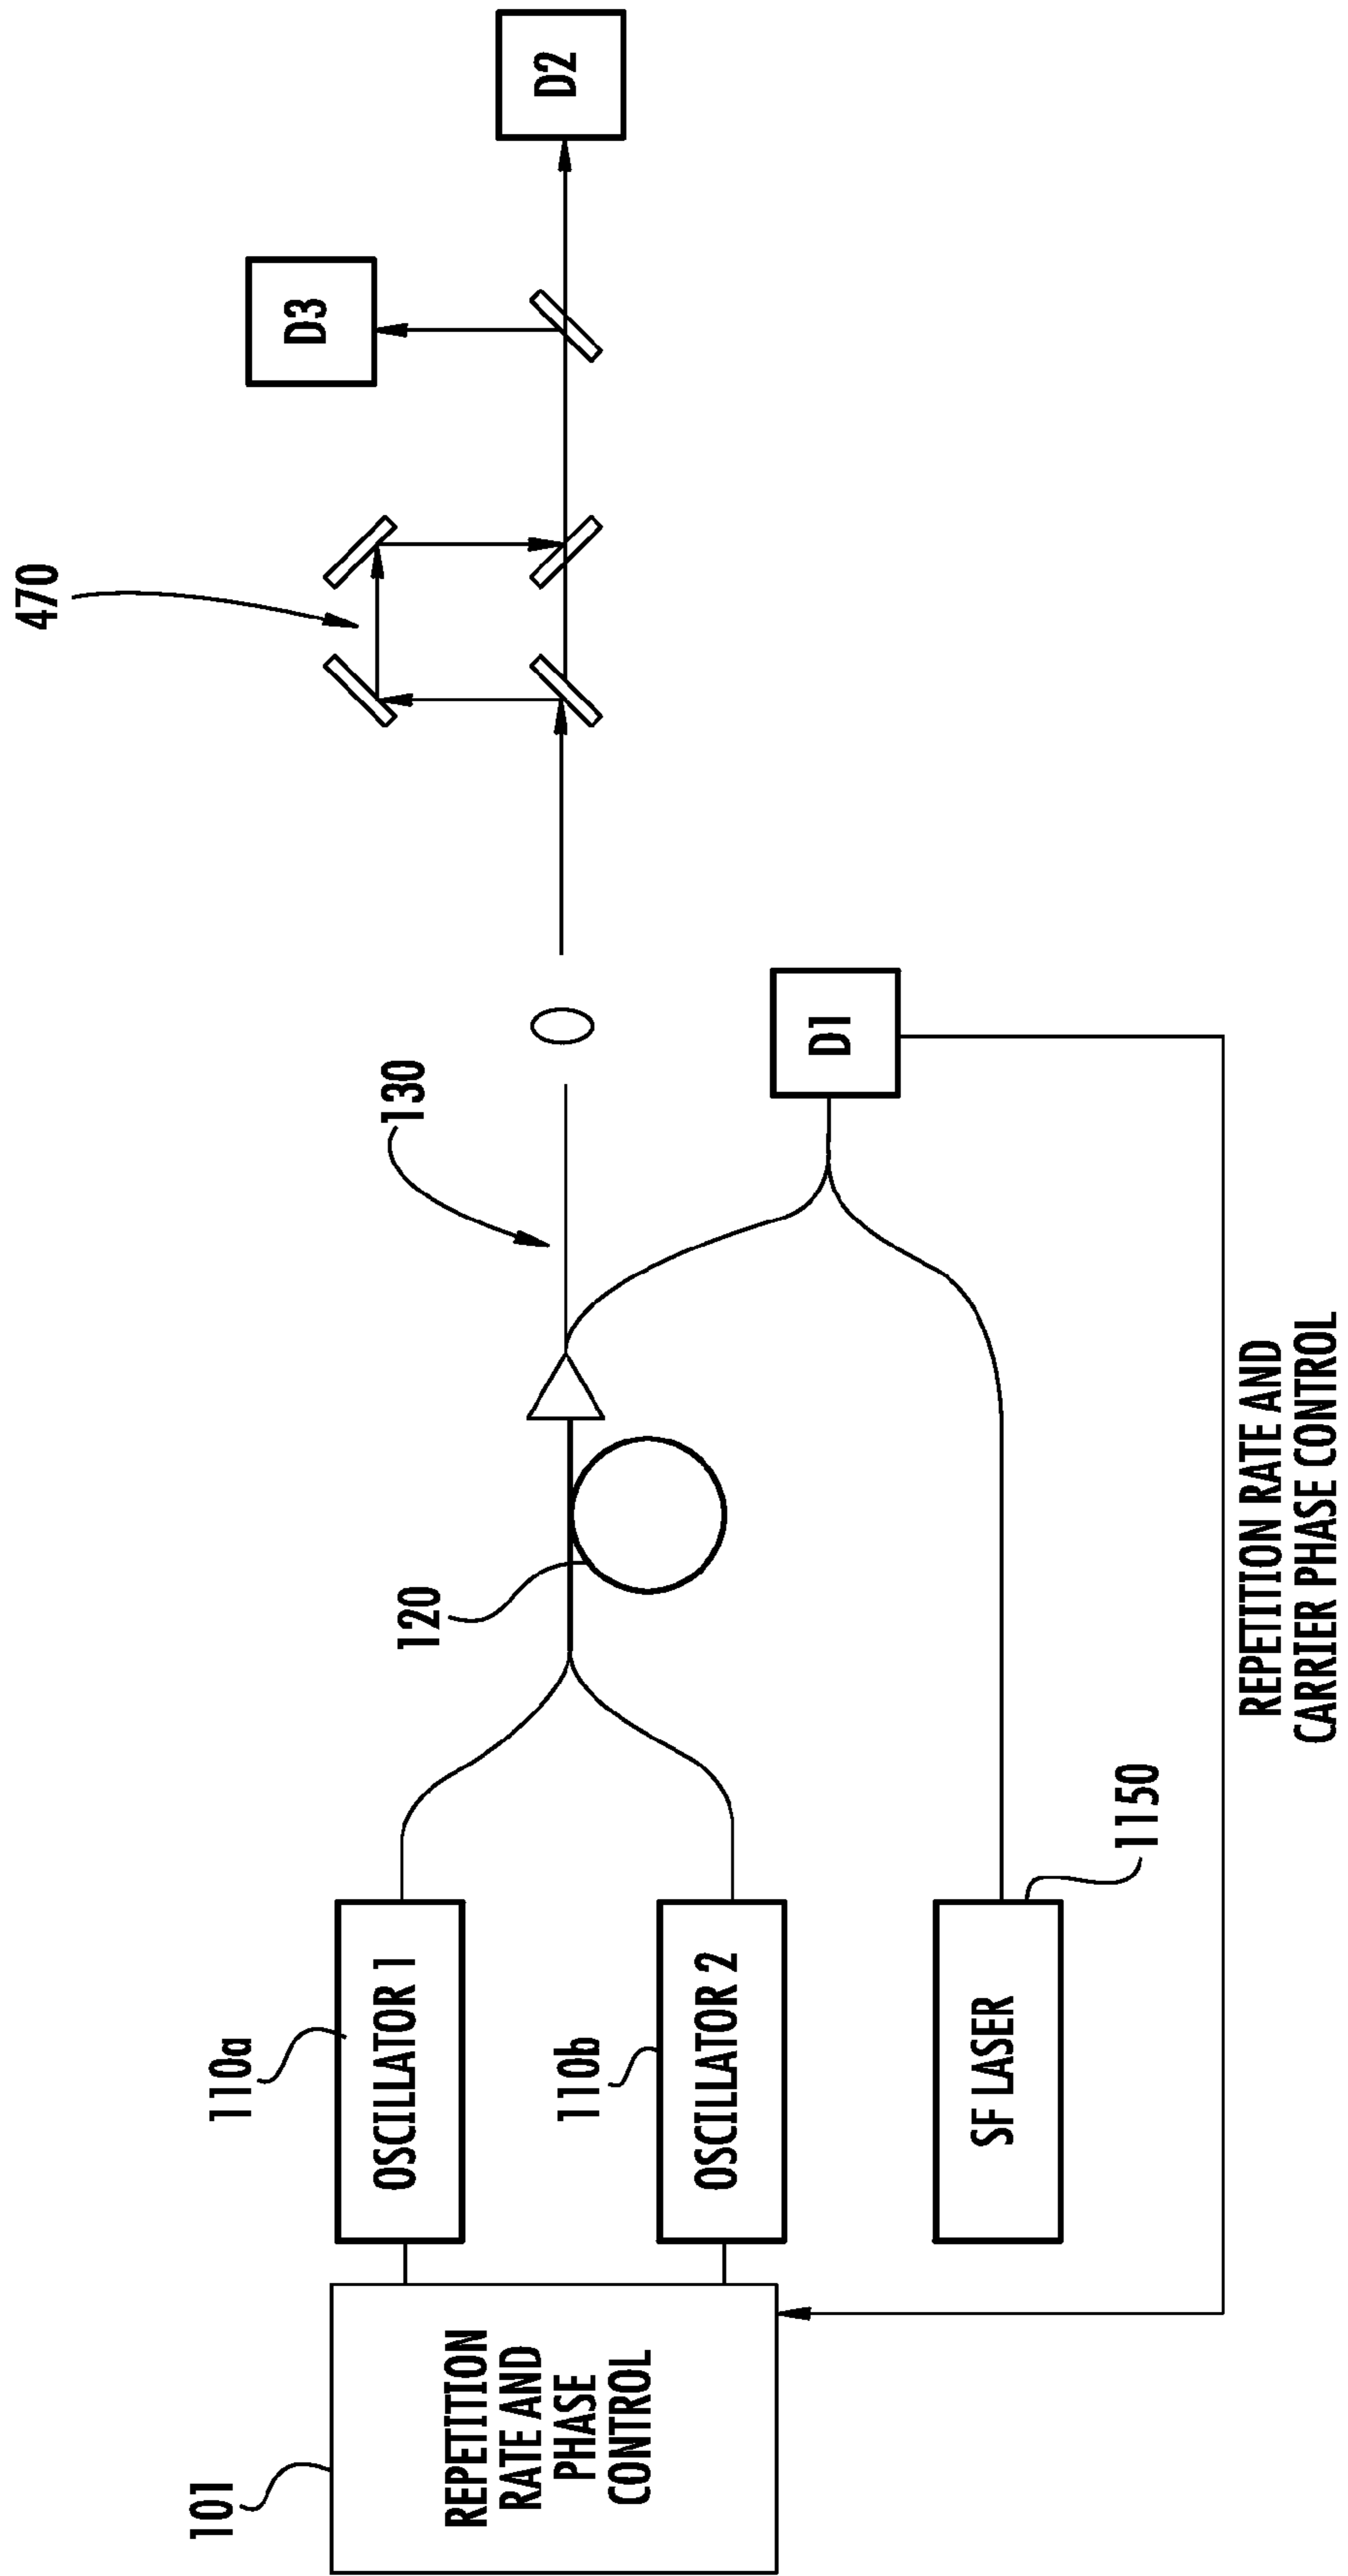 470
D3
D2
130
D1
120
110a
OSCILLATOR 1
110b
OSCILLATOR 2
SF LASER
1150
101
REPETITION
RATE AND
PHASE
CONTROL
REPETITION RATE AND
CARRIER PHASE CONTROL